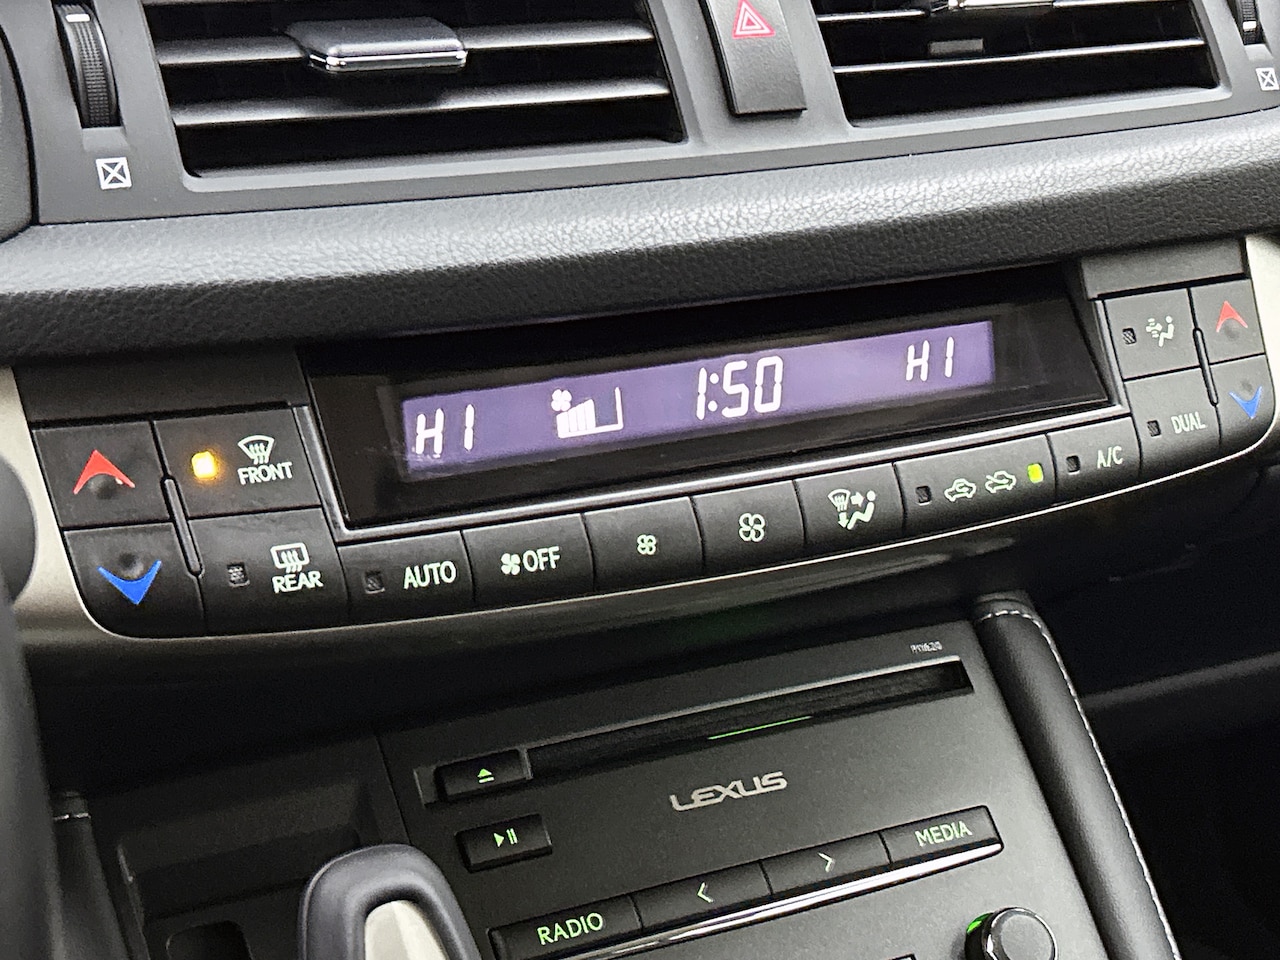 HI 1:50 HI
FRONT
DUAL
REAR
AUTO
OFF
A/C
LEXUS
MEDIA
RADIO